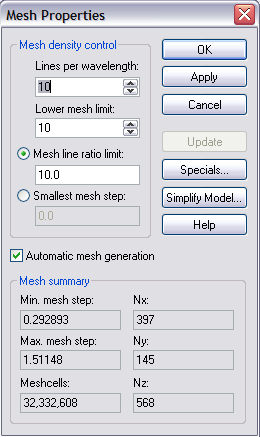 Mesh Properties
Mesh density control
Lines per wavelength:
10
Lower mesh limit:
10
Mesh line ratio limit:
10.0
Smallest mesh step:
0.0
OK
Apply
Cancel
Update
Specials...
Simplify Model...
Help
Automatic mesh generation
Mesh summary
Min. mesh step:
Nx:
0.292893
397
Max. mesh step:
Ny:
1.51148
145
Meshcells:
Nz:
32,332,608
568